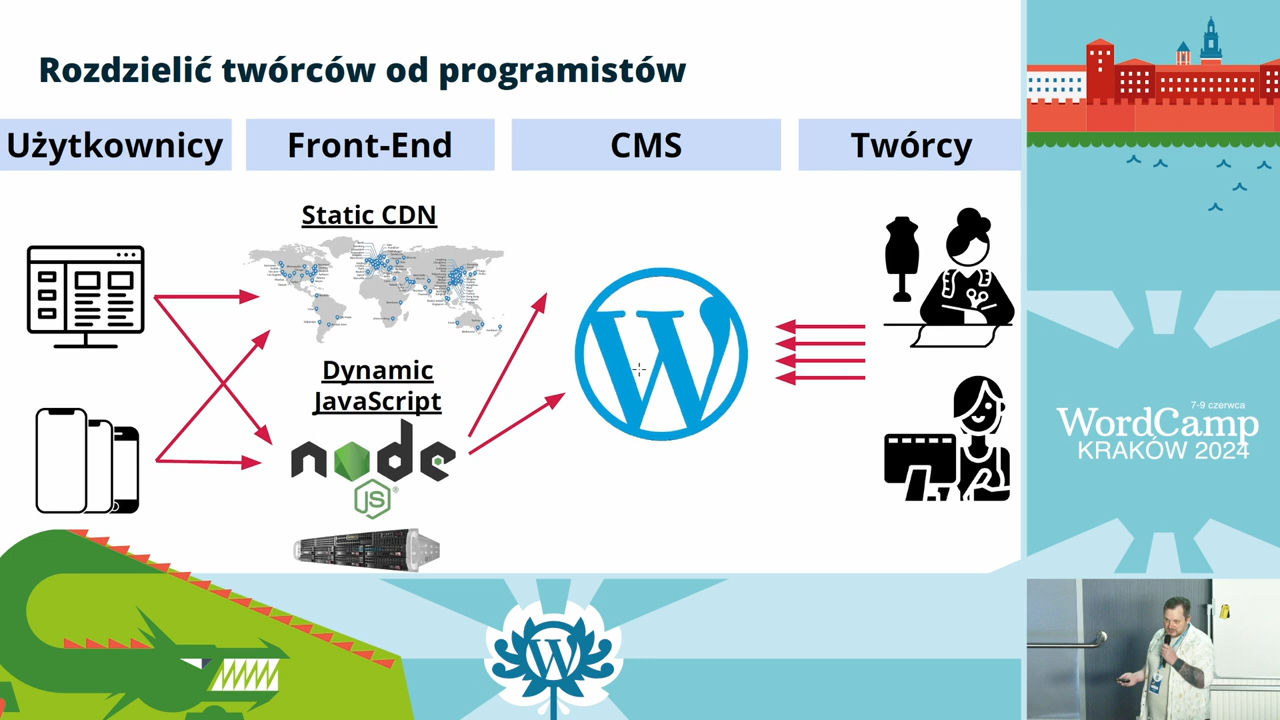 Rozdzielić twórców od programistów
Użytkownicy
Front-End
CMS
Twórcy
Static CDN
Dynamic
JavaScript
node
JS
7-9 czerwca
WordCamp
KRAKÓW 2024